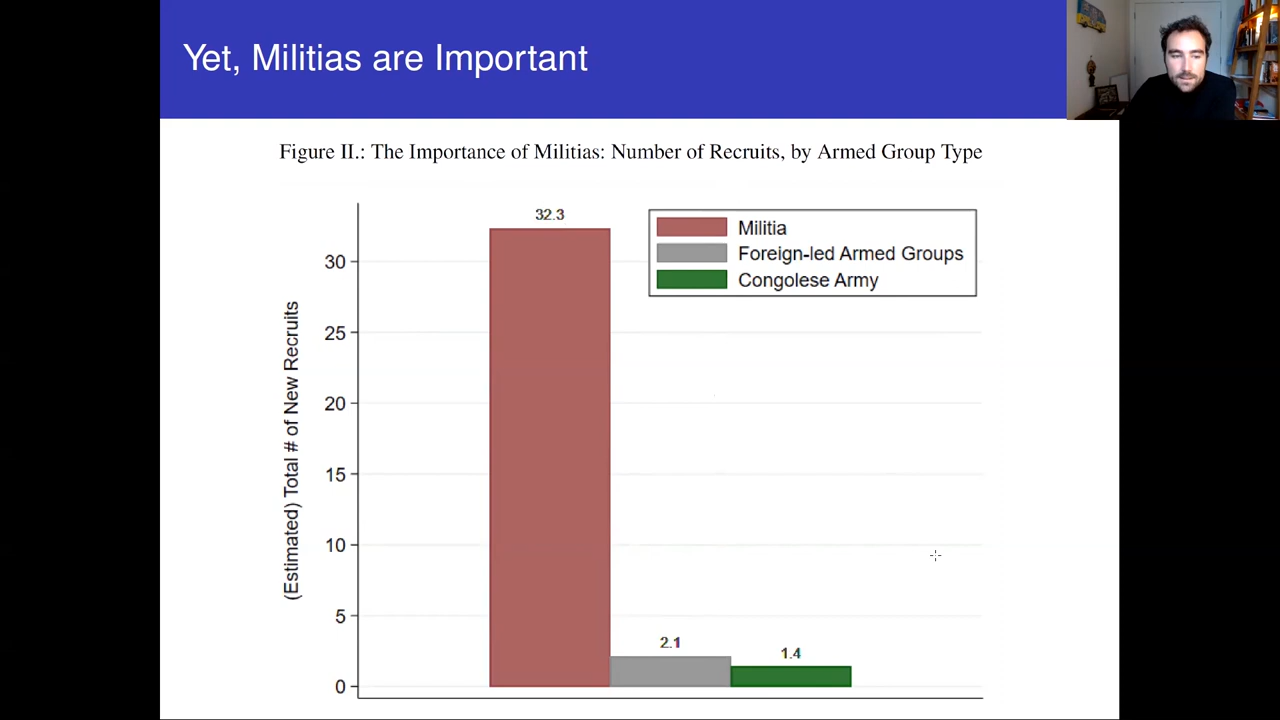 Yet, Militias are Important
Figure II.: The Importance of Militias: Number of Recruits, by Armed Group Type
32.3
Militia
Foreign-led Armed Groups
Congolese Army
(Estimated) Total # of New Recruits
30
25
20
15
10
5
0
2.1
1.4